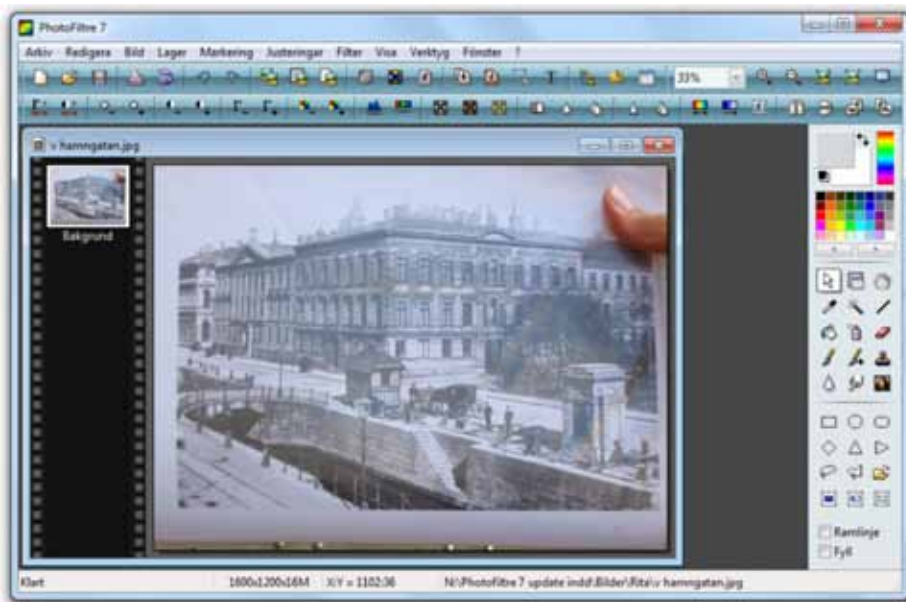 PhotoFiltre 7
Arkiv Redigera Bild Lager Markering Justeringar Filter Visa Verktyg Fönster ?
T 33%
v hamngatan.jpg
Bakgrund
Ramlinje
Fyll
Klart 1600x1200x16M X/Y = 1102:36 N:\Photofiltre 7 update indd\Bilder\Rita\v hamngatan.jpg